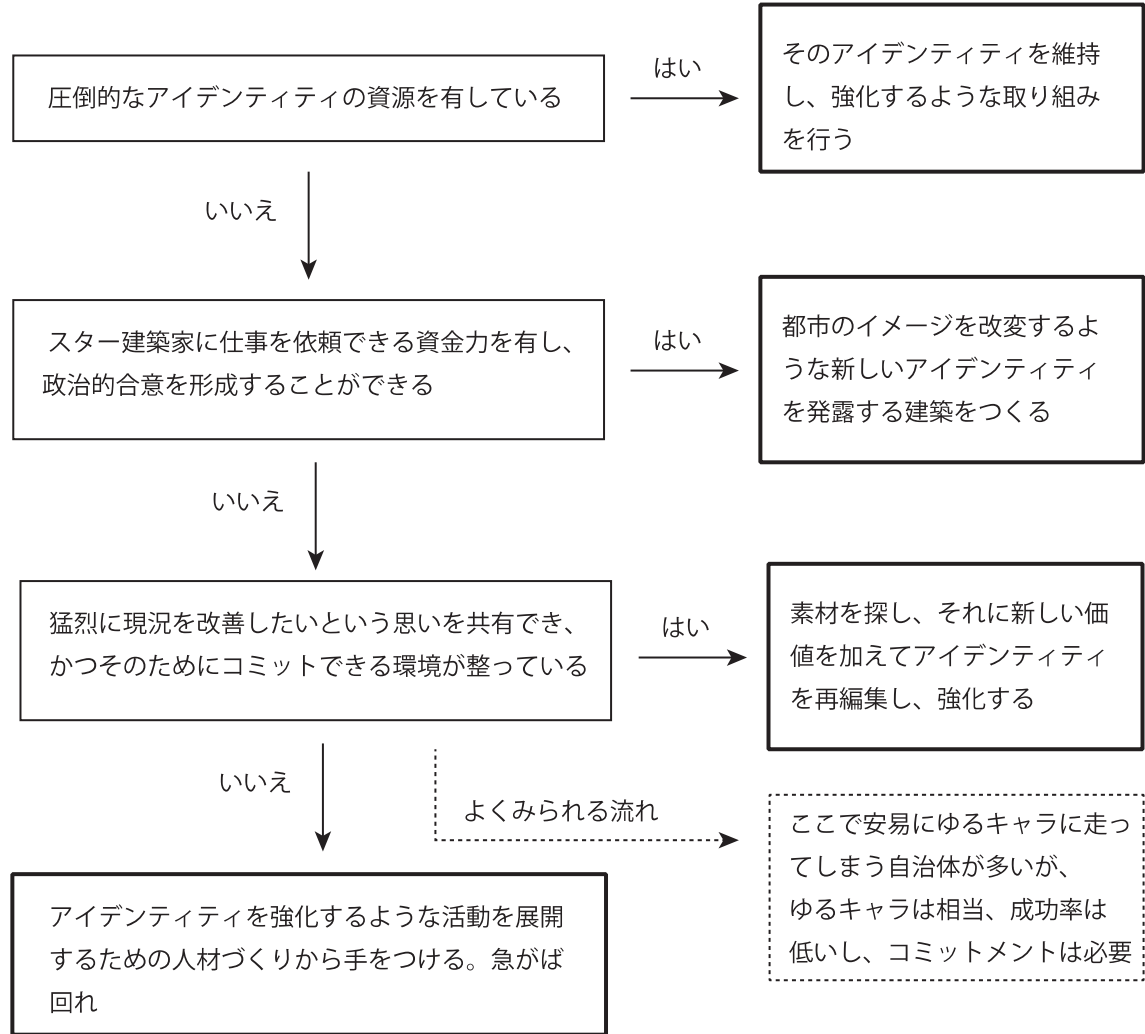 圧倒的なアイデンティティの資源を有している
はい
そのアイデンティティを維持
し、強化するような取り組み
を行う
いいえ
スター建築家に仕事を依頼できる資金力を有し、
政治的合意を形成することができる
はい
都市のイメージを改変するよ
うな新しいアイデンティティ
を発露する建築をつくる
いいえ
猛烈に現況を改善したいという思いを共有でき、
かつそのためにコミットできる環境が整っている
はい
素材を探し、それに新しい価
値を加えてアイデンティティ
を再編集し、強化する
いいえ
よくみられる流れ
ここで安易にゆるキャラに走っ
てしまう自治体が多いが、
ゆるキャラは相当、成功率は
低いし、コミットメントは必要
アイデンティティを強化するような活動を展開
するための人材づくりから手をつける。急がば
回れ